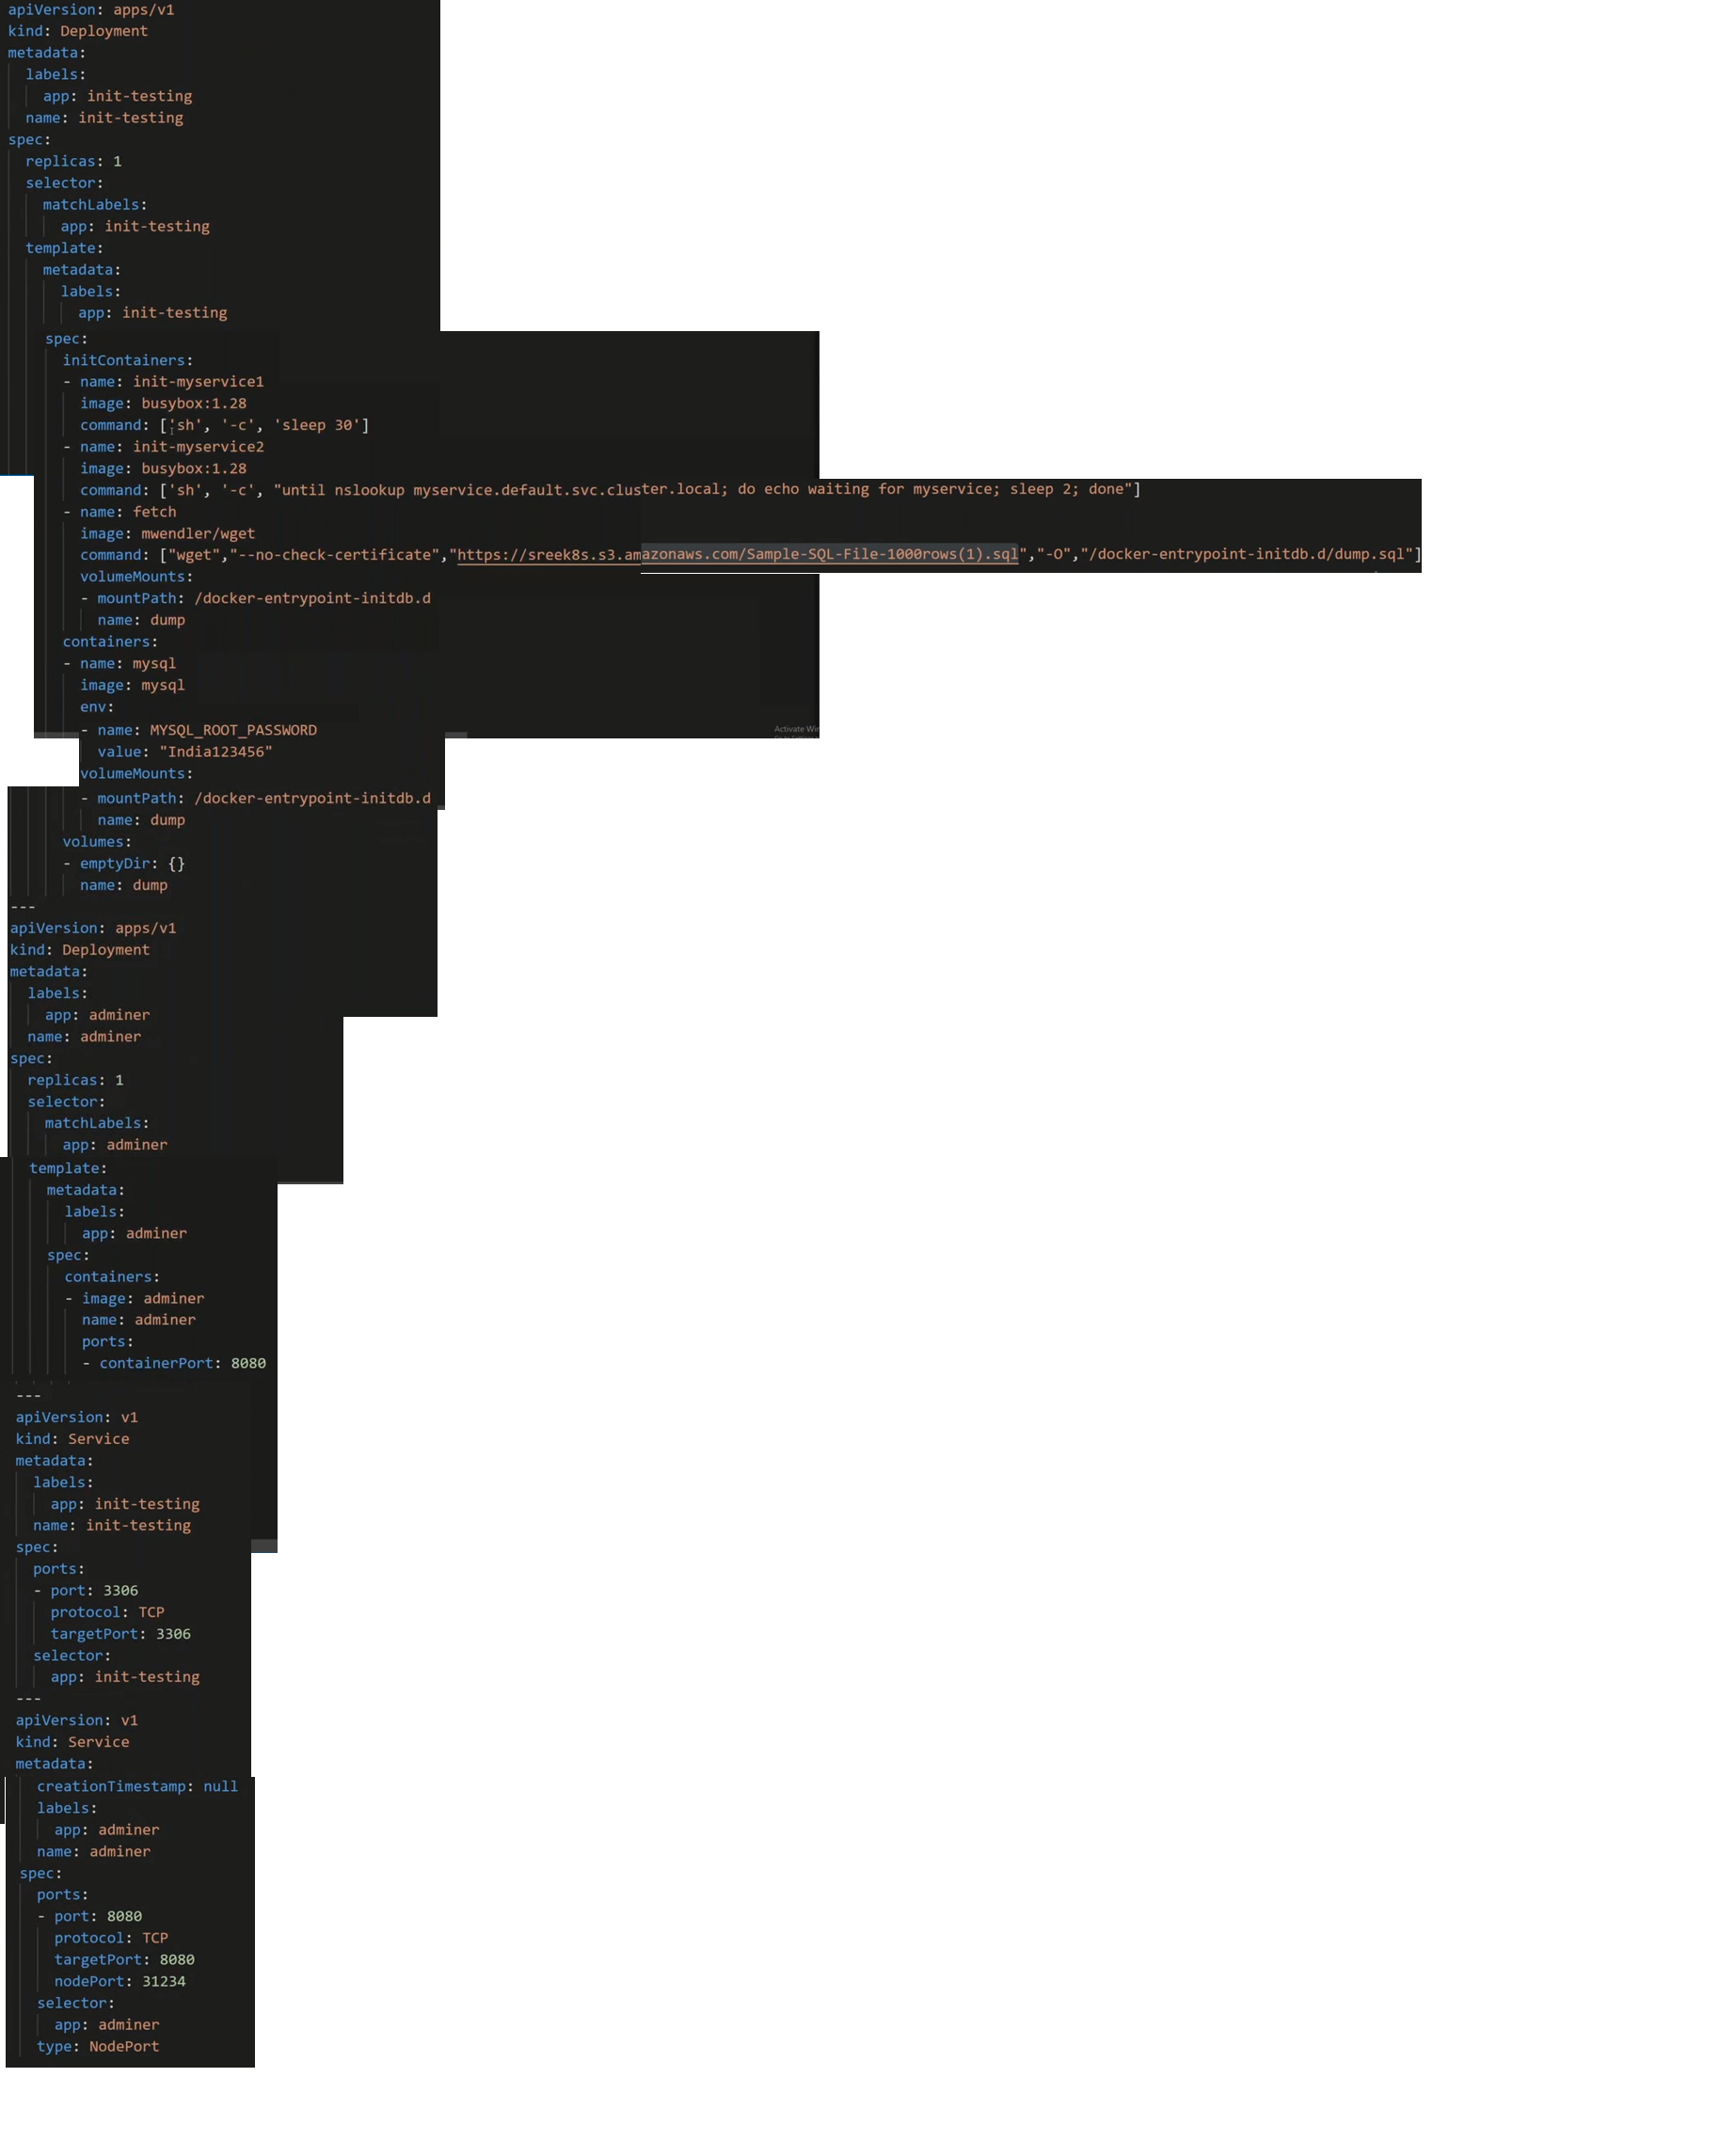 apiVersion: apps/v1
kind: Deployment
metadata:
  labels:
    app: init-testing
  name: init-testing
spec:
  replicas: 1
  selector:
    matchLabels:
      app: init-testing
  template:
    metadata:
      labels:
        app: init-testing
    spec:
      initContainers:
      - name: init-myservice1
        image: busybox:1.28
        command: ['sh', '-c', 'sleep 30']
      - name: init-myservice2
        image: busybox:1.28
        command: ['sh', '-c', "until nslookup myservice.default.svc.cluster.local; do echo waiting for myservice; sleep 2; done"]
      - name: fetch
        image: mwendler/wget
        command: ["wget","--no-check-certificate","https://sreek8s.s3.amazonaws.com/Sample-SQL-File-1000rows(1).sql","-O","/docker-entrypoint-initdb.d/dump.sql"]
        volumeMounts:
        - mountPath: /docker-entrypoint-initdb.d
          name: dump
      containers:
      - name: mysql
        image: mysql
        env:
        - name: MYSQL_ROOT_PASSWORD
          value: "India123456"
        volumeMounts:
        - mountPath: /docker-entrypoint-initdb.d
          name: dump
      volumes:
      - emptyDir: {}
        name: dump
---
apiVersion: apps/v1
kind: Deployment
metadata:
  labels:
    app: adminer
  name: adminer
spec:
  replicas: 1
  selector:
    matchLabels:
      app: adminer
  template:
    metadata:
      labels:
        app: adminer
    spec:
      containers:
      - image: adminer
        name: adminer
        ports:
        - containerPort: 8080
---
apiVersion: v1
kind: Service
metadata:
  labels:
    app: init-testing
  name: init-testing
spec:
  ports:
  - port: 3306
    protocol: TCP
    targetPort: 3306
  selector:
    app: init-testing
---
apiVersion: v1
kind: Service
metadata:
  creationTimestamp: null
  labels:
    app: adminer
  name: adminer
spec:
  ports:
  - port: 8080
    protocol: TCP
    targetPort: 8080
    nodePort: 31234
  selector:
    app: adminer
  type: NodePort